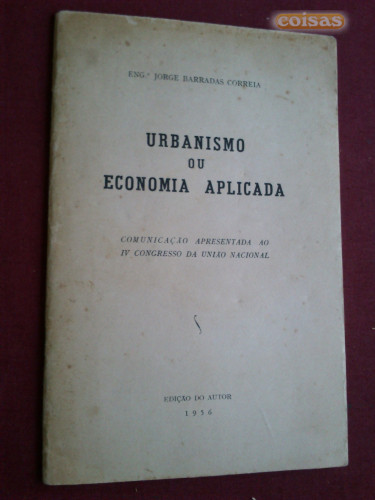 coisas
ENG.º JORGE BARRADAS CORREIA
URBANISMO
OU
ECONOMIA APLICADA
COMUNICAÇÃO APRESENTADA AO
IV CONGRESSO DA UNIÃO NACIONAL
EDIÇÃO DO AUTOR
1956